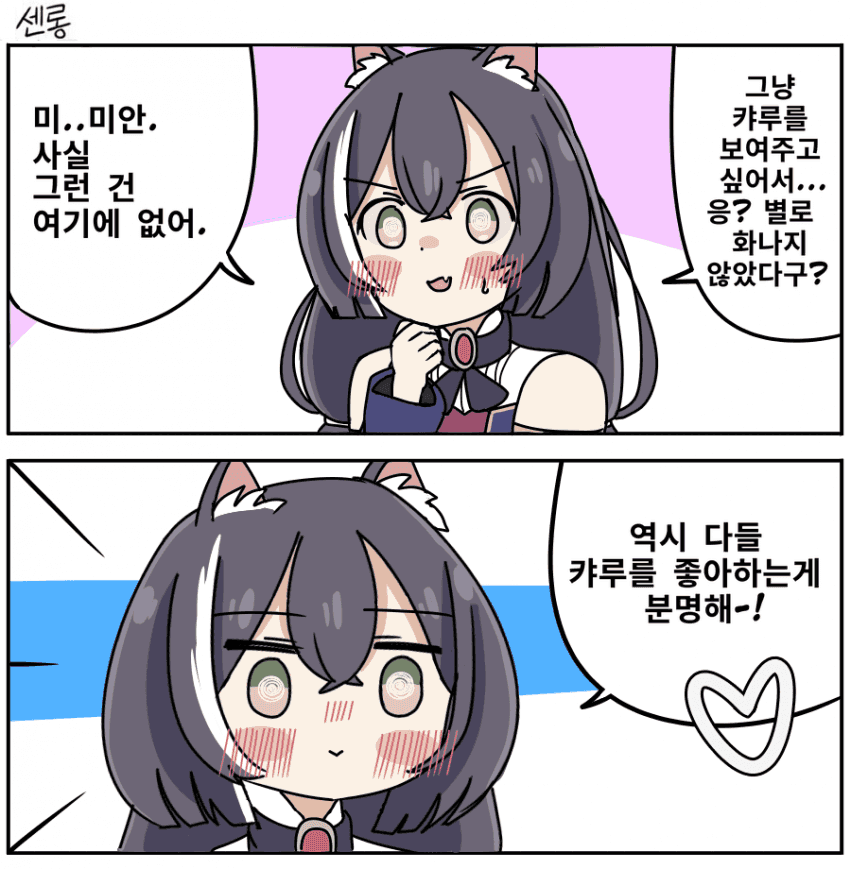 센롱
미..미안.
사실
그런 건
여기에 없어.
그냥
캬루를
보여주고
싶어서...
응? 별로
화나지
않았다구?
역시 다들
캬루를 좋아하는게
분명해-!